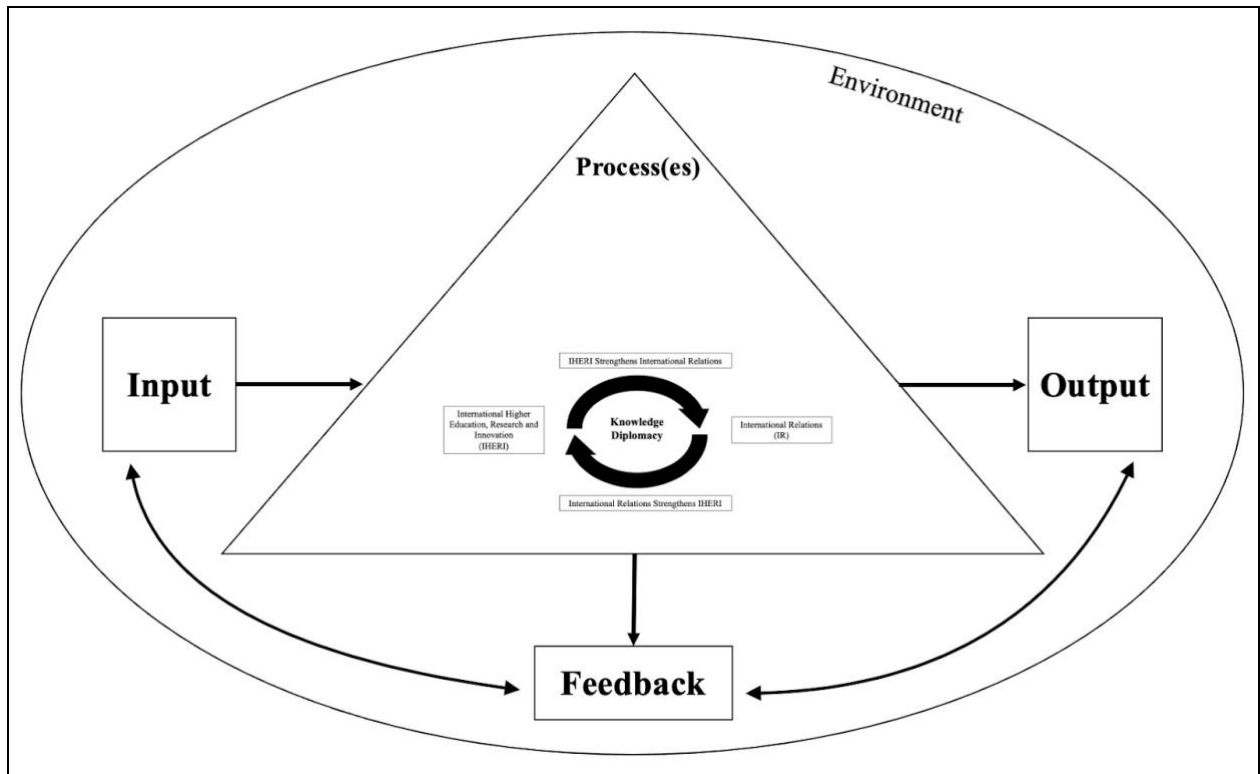 Environment
Process(es)
IHERI Strengthens International Relations
Input
International Higher
Education, Research and
Innovation
(IHERI)
Knowledge
Diplomacy
International Relations
(IR)
Output
International Relations Strengthens IHERI
Feedback